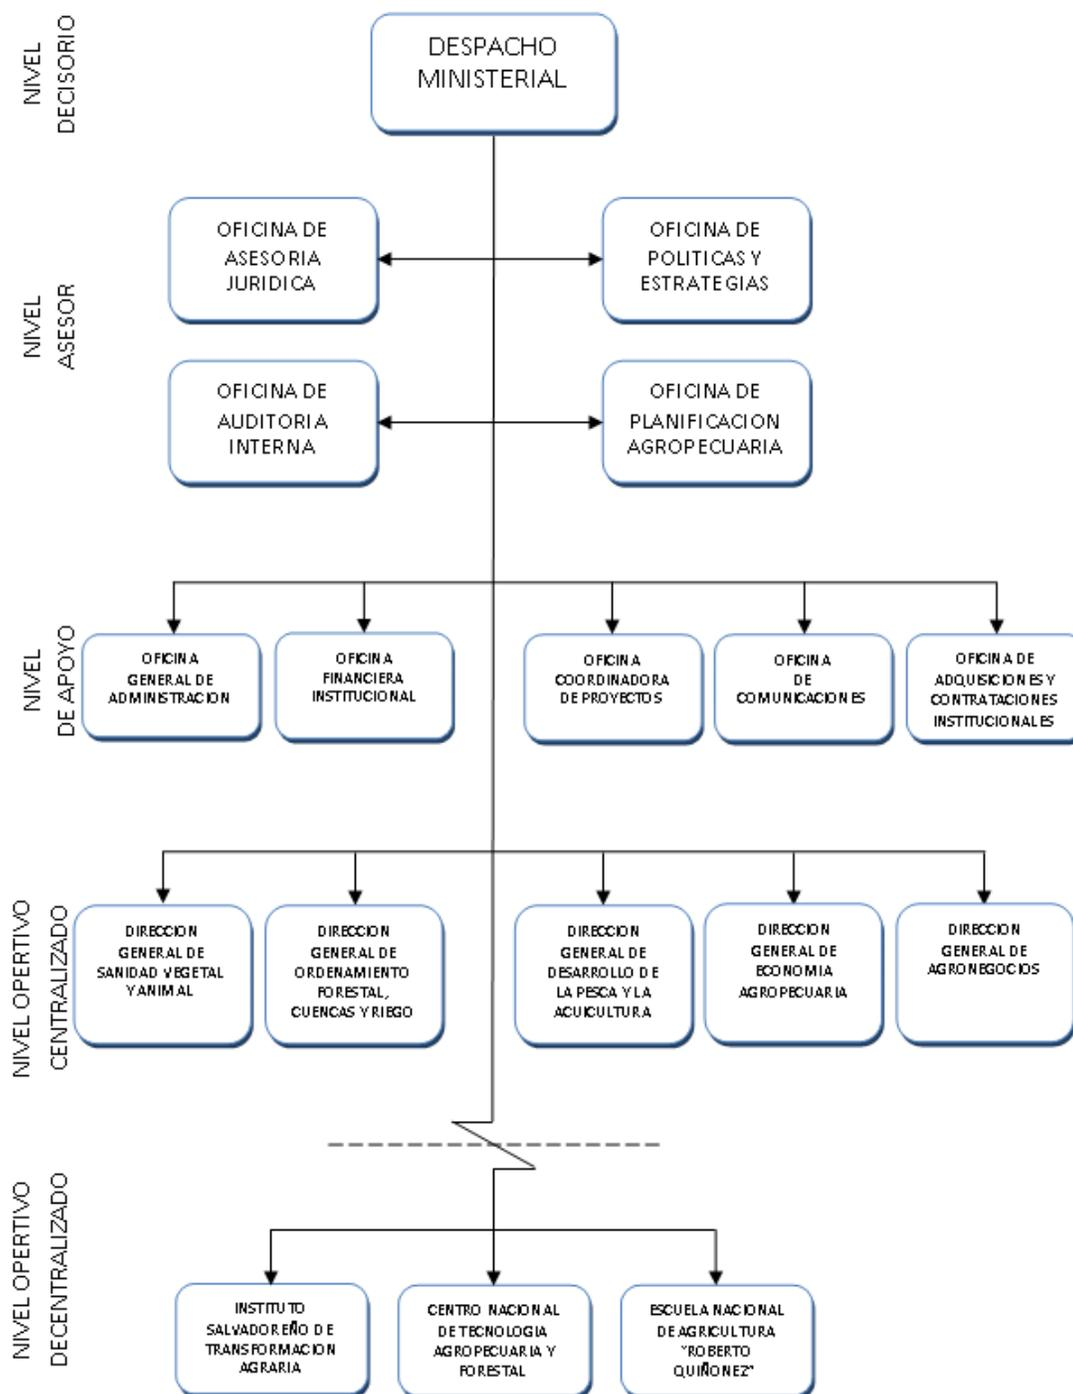 NIVEL
DECISORIO
DESPACHO
MINISTERIAL
NIVEL
ASESOR
OFICINA DE
ASESORIA
JURIDICA
OFICINA DE
POLITICAS Y
ESTRATEGIAS
OFICINA DE
AUDITORIA
INTERNA
OFICINA DE
PLANIFICACION
AGROPECUARIA
NIVEL
DE APOYO
OFICINA
GENERAL DE
ADMINISTRACION
OFICINA
FINANCIERA
INSTITUCIONAL
OFICINA
COORDINADORA
DE PROYECTOS
OFICINA
DE
COMUNICACIONES
OFICINA DE
ADQUISICIONES Y
CONTRATACIONES
INSTITUCIONALES
NIVEL OPERTIVO
CENTRALIZADO
DIRECCION
GENERAL DE
SANIDAD VEGETAL
Y ANIMAL
DIRECCION
GENERAL DE
ORDENAMIENTO
FORESTAL,
CUENCAS Y RIEGO
DIRECCION
GENERAL DE
DESARROLLO DE
LA PESCA Y LA
ACUICULTURA
DIRECCION
GENERAL DE
ECONOMIA
AGROPECUARIA
DIRECCION
GENERAL DE
AGRONEGOCIOS
NIVEL OPERTIVO
DECENTRALIZADO
INSTITUTO
SALVADOREÑO DE
TRANSFORMACION
AGRARIA
CENTRO NACIONAL
DE TECNOLOGIA
AGROPECUARIA Y
FORESTAL
ESCUELA NACIONAL
DE AGRICULTURA
"ROBERTO
QUIÑONEZ"